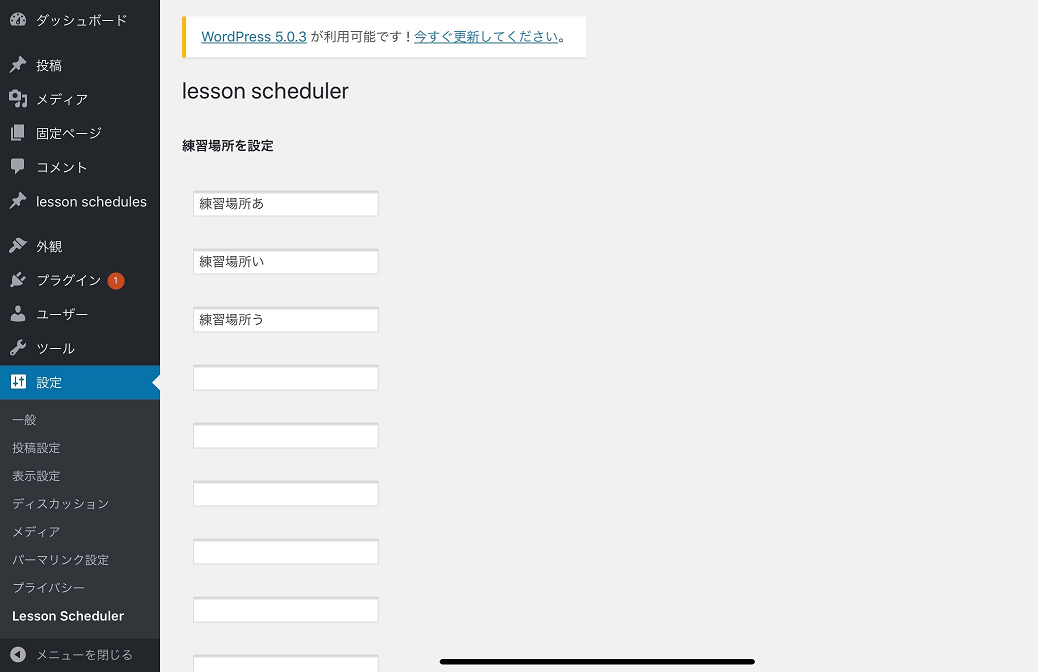 ダッシュボード
投稿
メディア
固定ページ
コメント
lesson schedules
外観
プラグイン 1
ユーザー
ツール
設定
一般
投稿設定
表示設定
ディスカッション
メディア
パーマリンク設定
プライバシー
Lesson Scheduler
メニューを閉じる
WordPress 5.0.3 が利用可能です ! 今すぐ更新してください。
lesson scheduler
練習場所を設定
練習場所あ
練習場所い
練習場所う